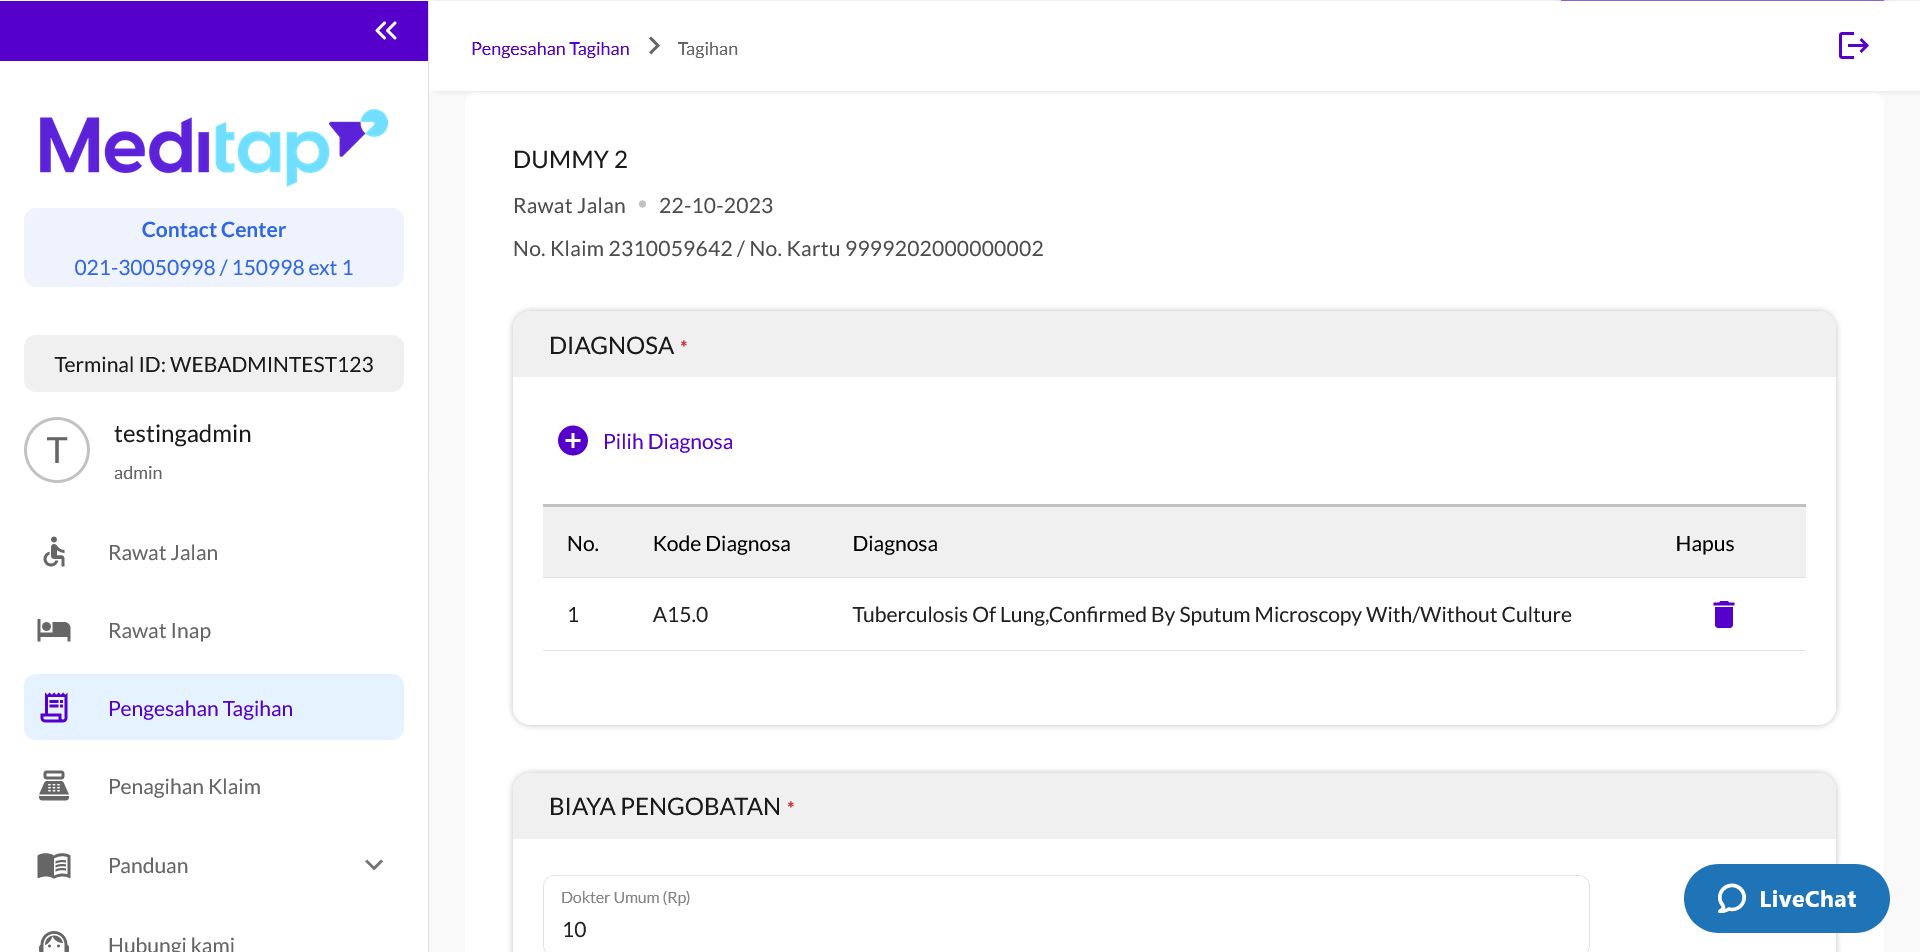 Pengesahan Tagihan
Tagihan
Meditap
Contact Center
021-30050998 / 150998 ext 1
Terminal ID: WEBADMINTEST123
T
testingadmin
admin
Rawat Jalan
Rawat Inap
Pengesahan Tagihan
Penagihan Klaim
Panduan
Hubungi kami
DUMMY 2
Rawat Jalan • 22-10-2023
No. Klaim 2310059642 / No. Kartu 9999202000000002
DIAGNOSA *
Pilih Diagnosa
No. Kode Diagnosa Diagnosa Hapus
1 A15.0 Tuberculosis Of Lung,Confirmed By Sputum Microscopy With/Without Culture
BIAYA PENGOBATAN *
Dokter Umum (Rp)
10
LiveChat